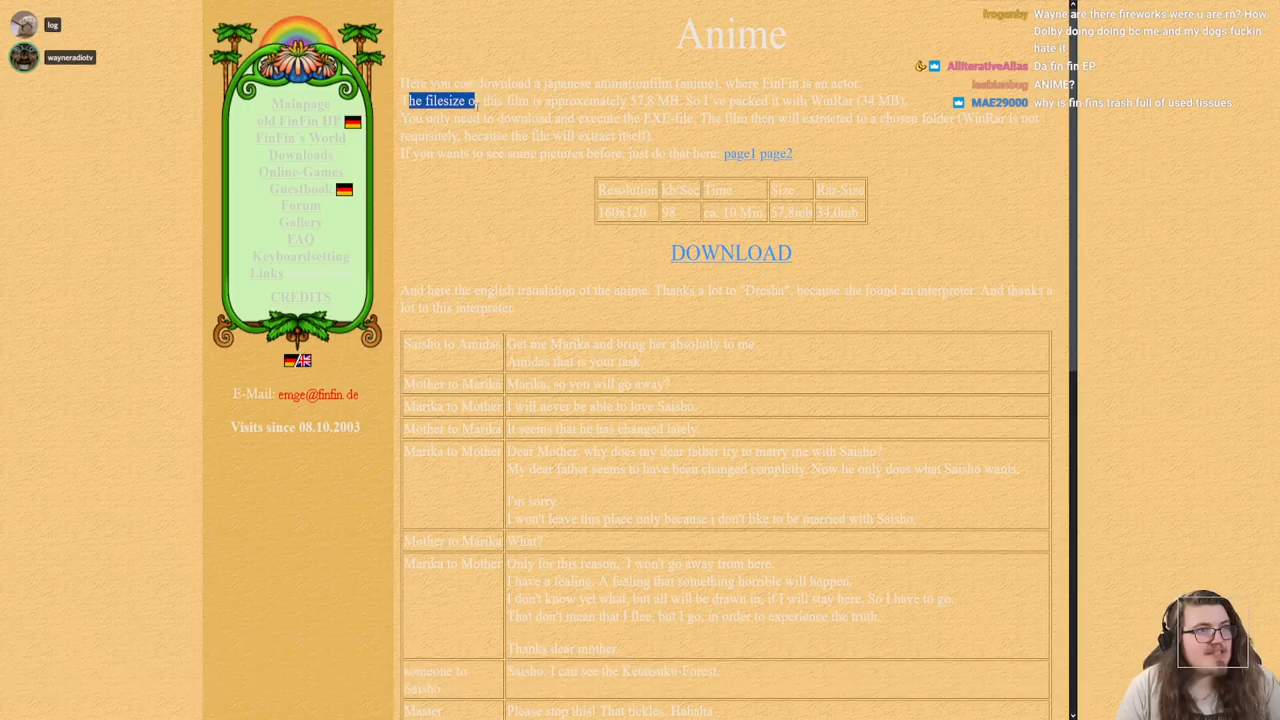 log
wayneradiotv
Mainpage
old FinFin HP
FinFin´s World
Downloads
Online-Games
Guestbook
Forum
Gallery
FAQ
Keyboardsetting
Links
CREDITS
E-Mail: emge@finfin.de
Visits since 08.10.2003
Anime
Here you can download a japanese animationfilm (anime), where FinFin is an actor.
The filesize of this film is approxemately 57,8 MB. So I've packed it with WinRar (34 MB).
You only need to download and execute the EXE-file. The film then will extracted to a chosen folder (WinRar is not
requisitely, because the file will extract itself).
If you wants to see some pictures before, just do that here: page1 page2
Resolution kb/Sec Time Size Rar-Size
160x120 98 ca. 10 Min. 57,8mb 34,0mb
DOWNLOAD
And here the english translation of the anime. Thanks a lot to "Dresha", because she found an interpreter. And thanks a
lot to this interpreter.
Saisho to Amidas Get me Marika and bring her absolutly to me.
Amidas that is your task.
Mother to Marika Marika, so you will go away?
Marika to Mother I will never be able to love Saisho.
Mother to Marika It seems that he has changed lately.
Marika to Mother Dear Mother, why does my dear father try to marry me with Saisho?
My dear father seems to have been changed completly. Now he only does what Saisho wants.
I'm sorry.
I won't leave this place only because i don't like to be married with Saisho.
Mother to Marika What?
Marika to Mother Only for this reason, I won't go away from here.
I have a fealing. A fealing that something horrible will happen.
I don't know yet what, but all will be drawn in, if I will stay here. So I have to go.
That don't mean that I flee, but I go, in order to experience the truth.
Thanks dear mother.
someone to Saisho. I can see the Ketunsuku-Forest.
Saisho
Master Please stop this! That tickles. Hahaha
frogenby Wayne are there fireworks were u are rn? How
Dolby doing doing bc me and my dogs fuckin
hate it
AlliterativeAlias Da fin fin EP
lesbianbug ANIME?
MAE29000 why is fin fins trash full of used tissues